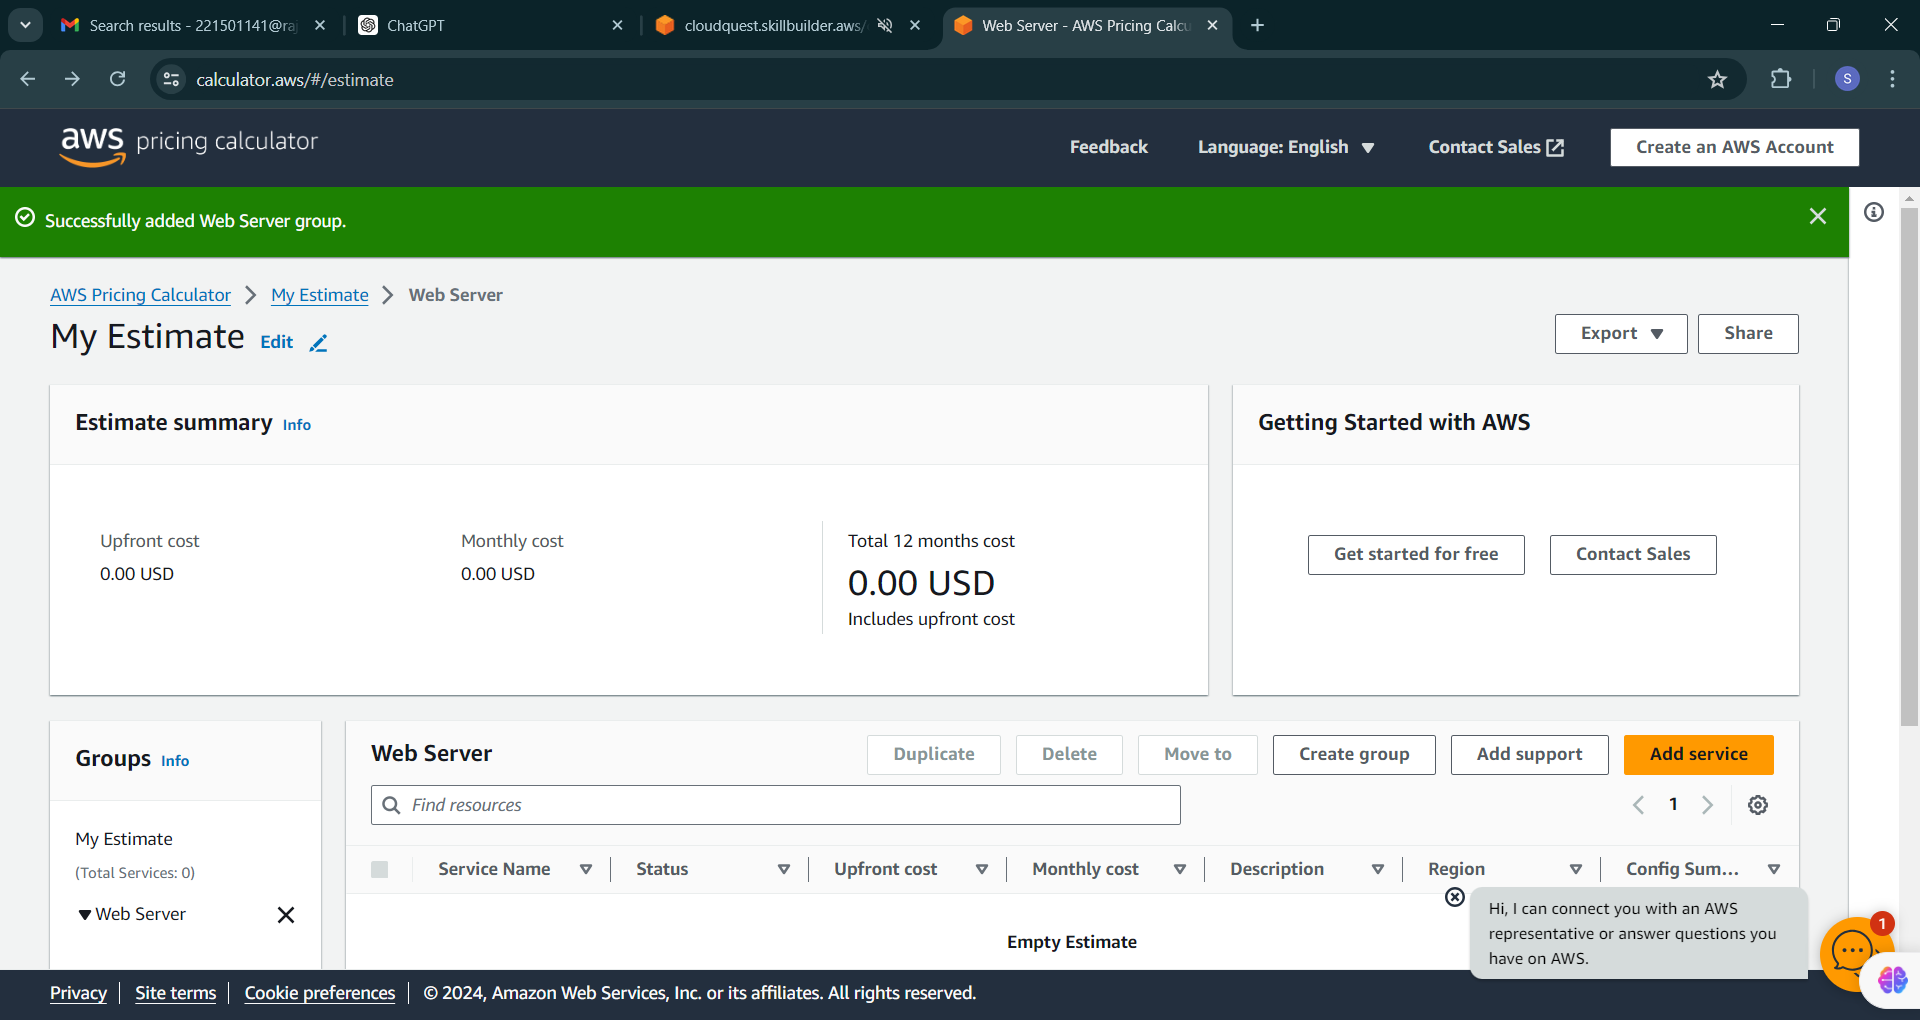 Search results - 221501141@raj
ChatGPT
cloudquest.skillbuilder.aws/
Web Server - AWS Pricing Calcu
calculator.aws/#/estimate
S
aws pricing calculator
Feedback
Language: English
Contact Sales
Create an AWS Account
Successfully added Web Server group.
AWS Pricing Calculator
My Estimate
Web Server
My Estimate
Edit
Export
Share
Estimate summary
Info
Upfront cost
0.00 USD
Monthly cost
0.00 USD
Total 12 months cost
0.00 USD
Includes upfront cost
Getting Started with AWS
Get started for free
Contact Sales
Groups
Info
My Estimate
(Total Services: 0)
Web Server
Web Server
Duplicate
Delete
Move to
Create group
Add support
Add service
Find resources
1
Service Name
Status
Upfront cost
Monthly cost
Description
Region
Config Sum...
Empty Estimate
Hi, I can connect you with an AWS
representative or answer questions you
have on AWS.
1
Privacy
Site terms
Cookie preferences
© 2024, Amazon Web Services, Inc. or its affiliates. All rights reserved.